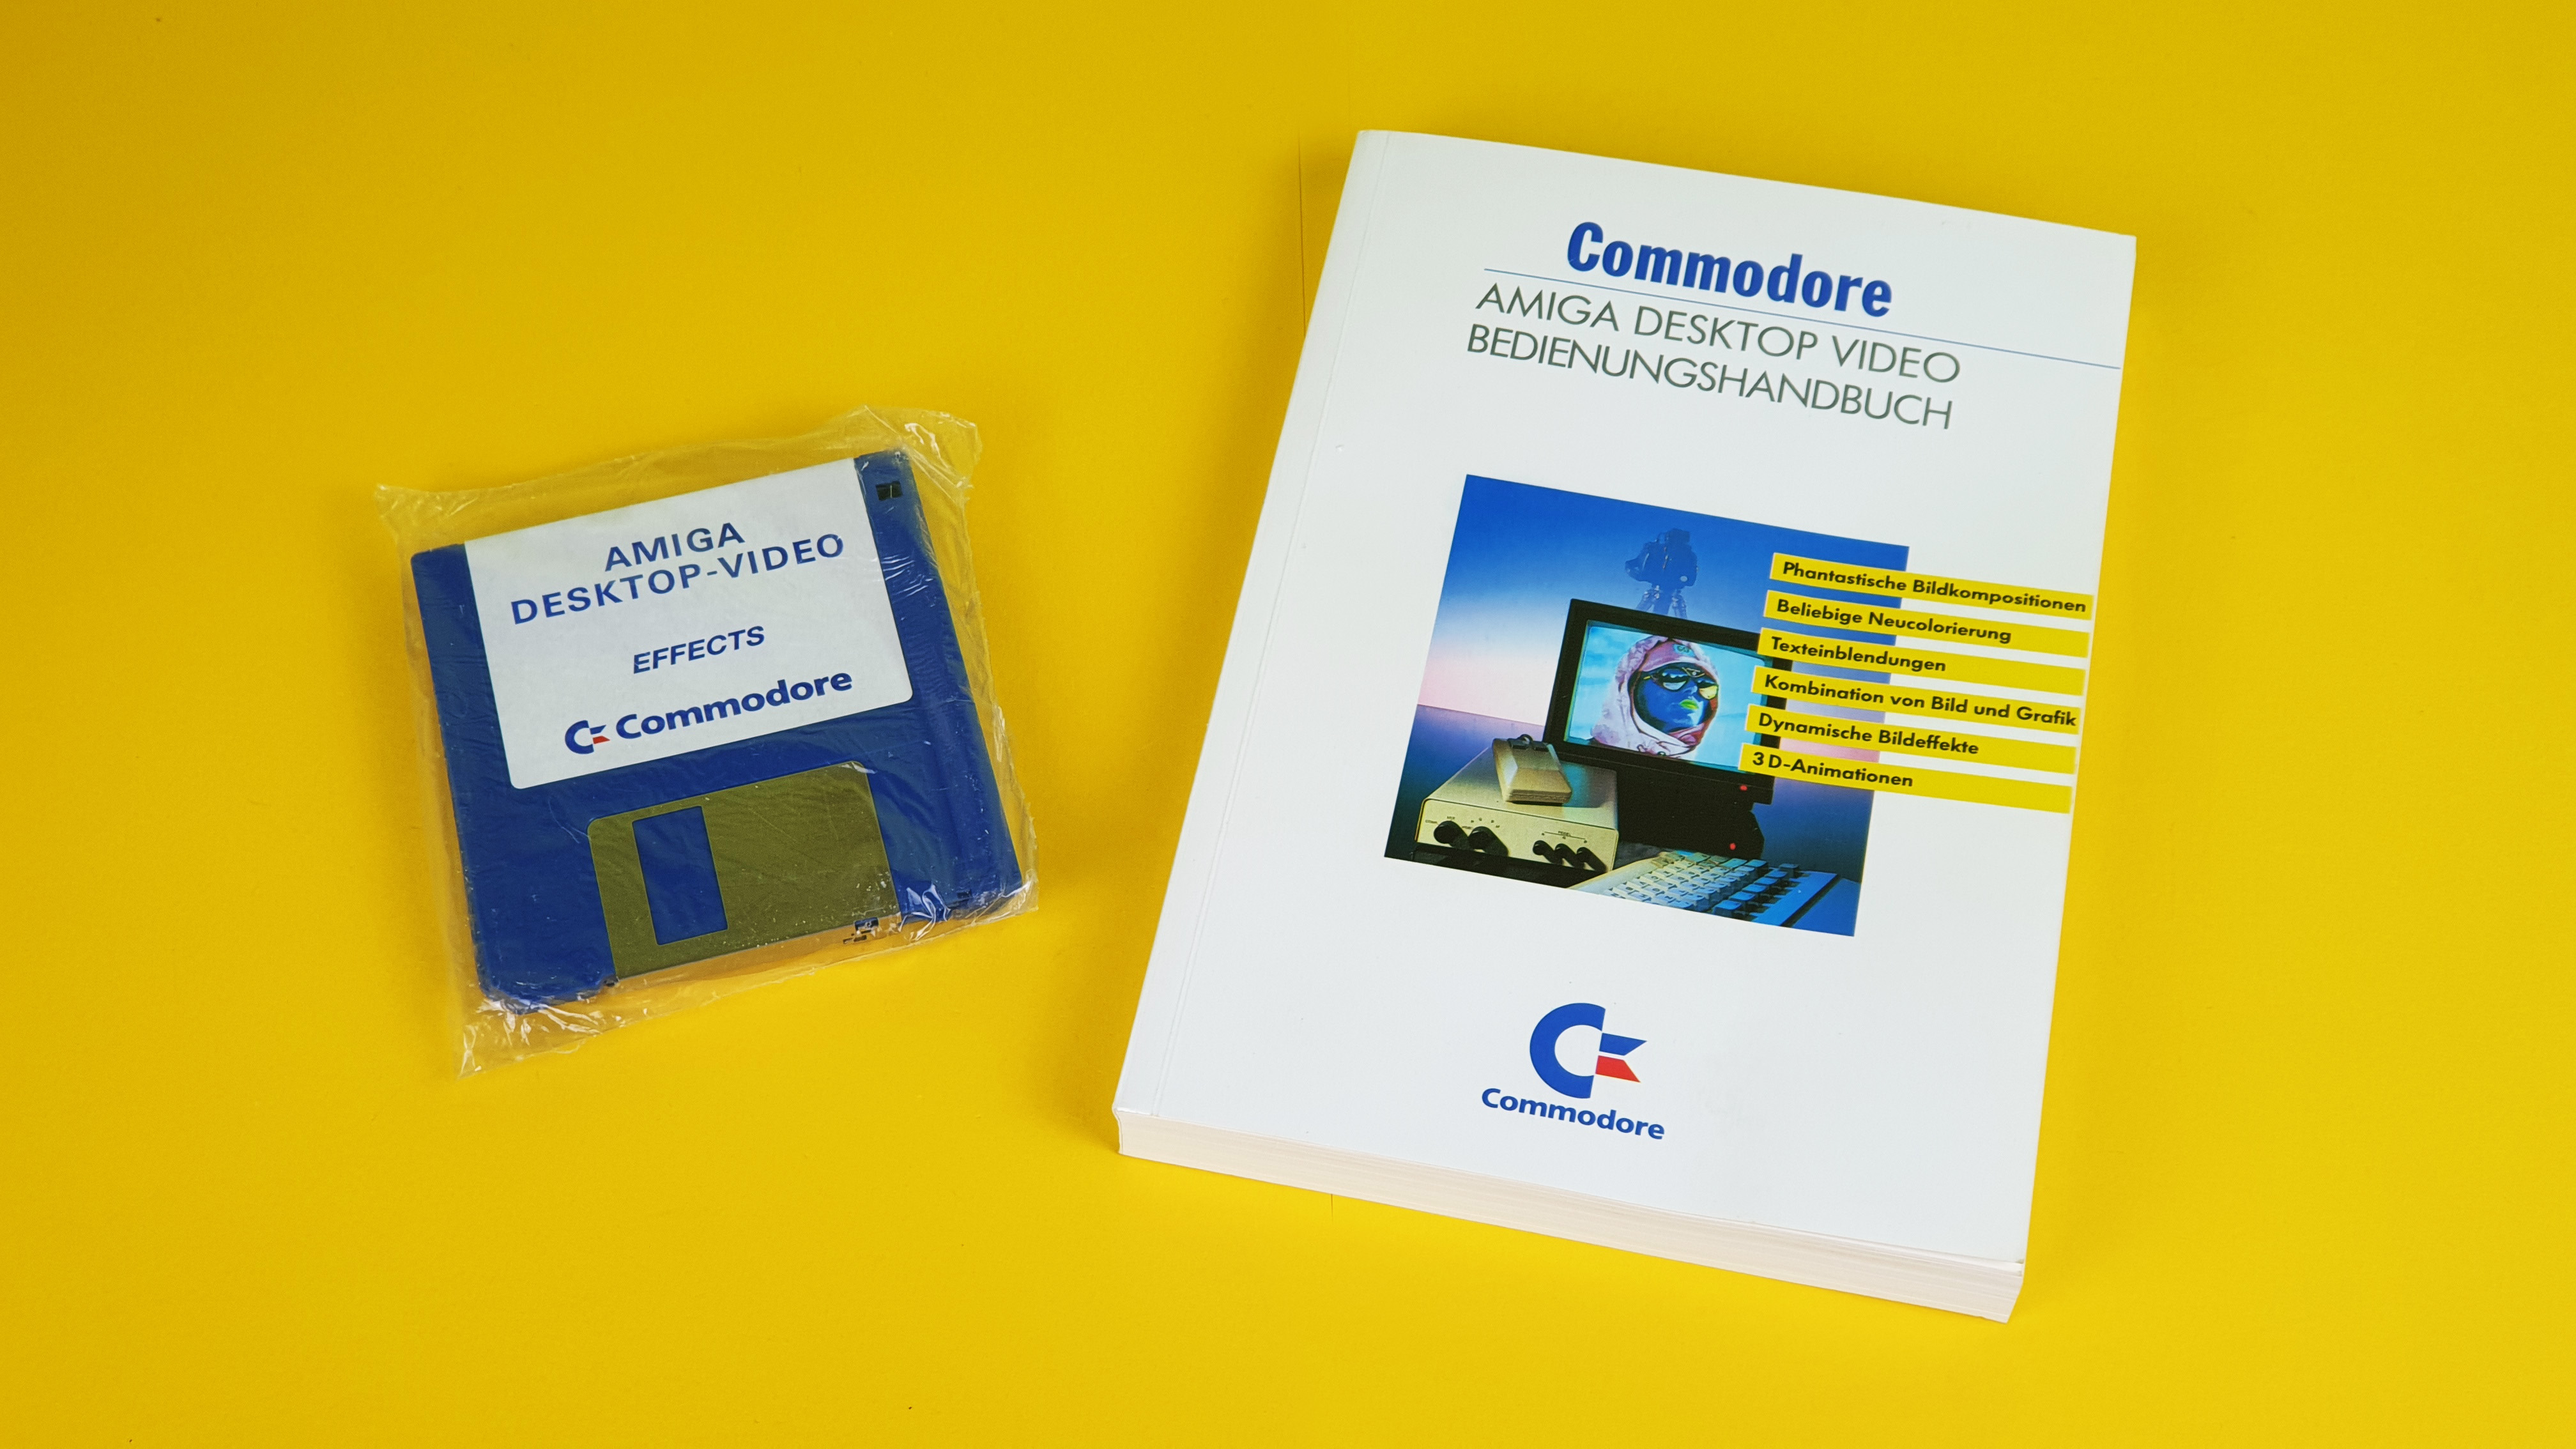 AMIGA
DESKTOP-VIDEO
EFFECTS
Commodore
Commodore
AMIGA DESKTOP VIDEO
BEDIENUNGSHANDBUCH
Phantastische Bildkompositionen
Beliebige Neucolorierung
Texteinblendungen
Kombination von Bild und Grafik
Dynamische Bildeffekte
3D-Animationen
Commodore